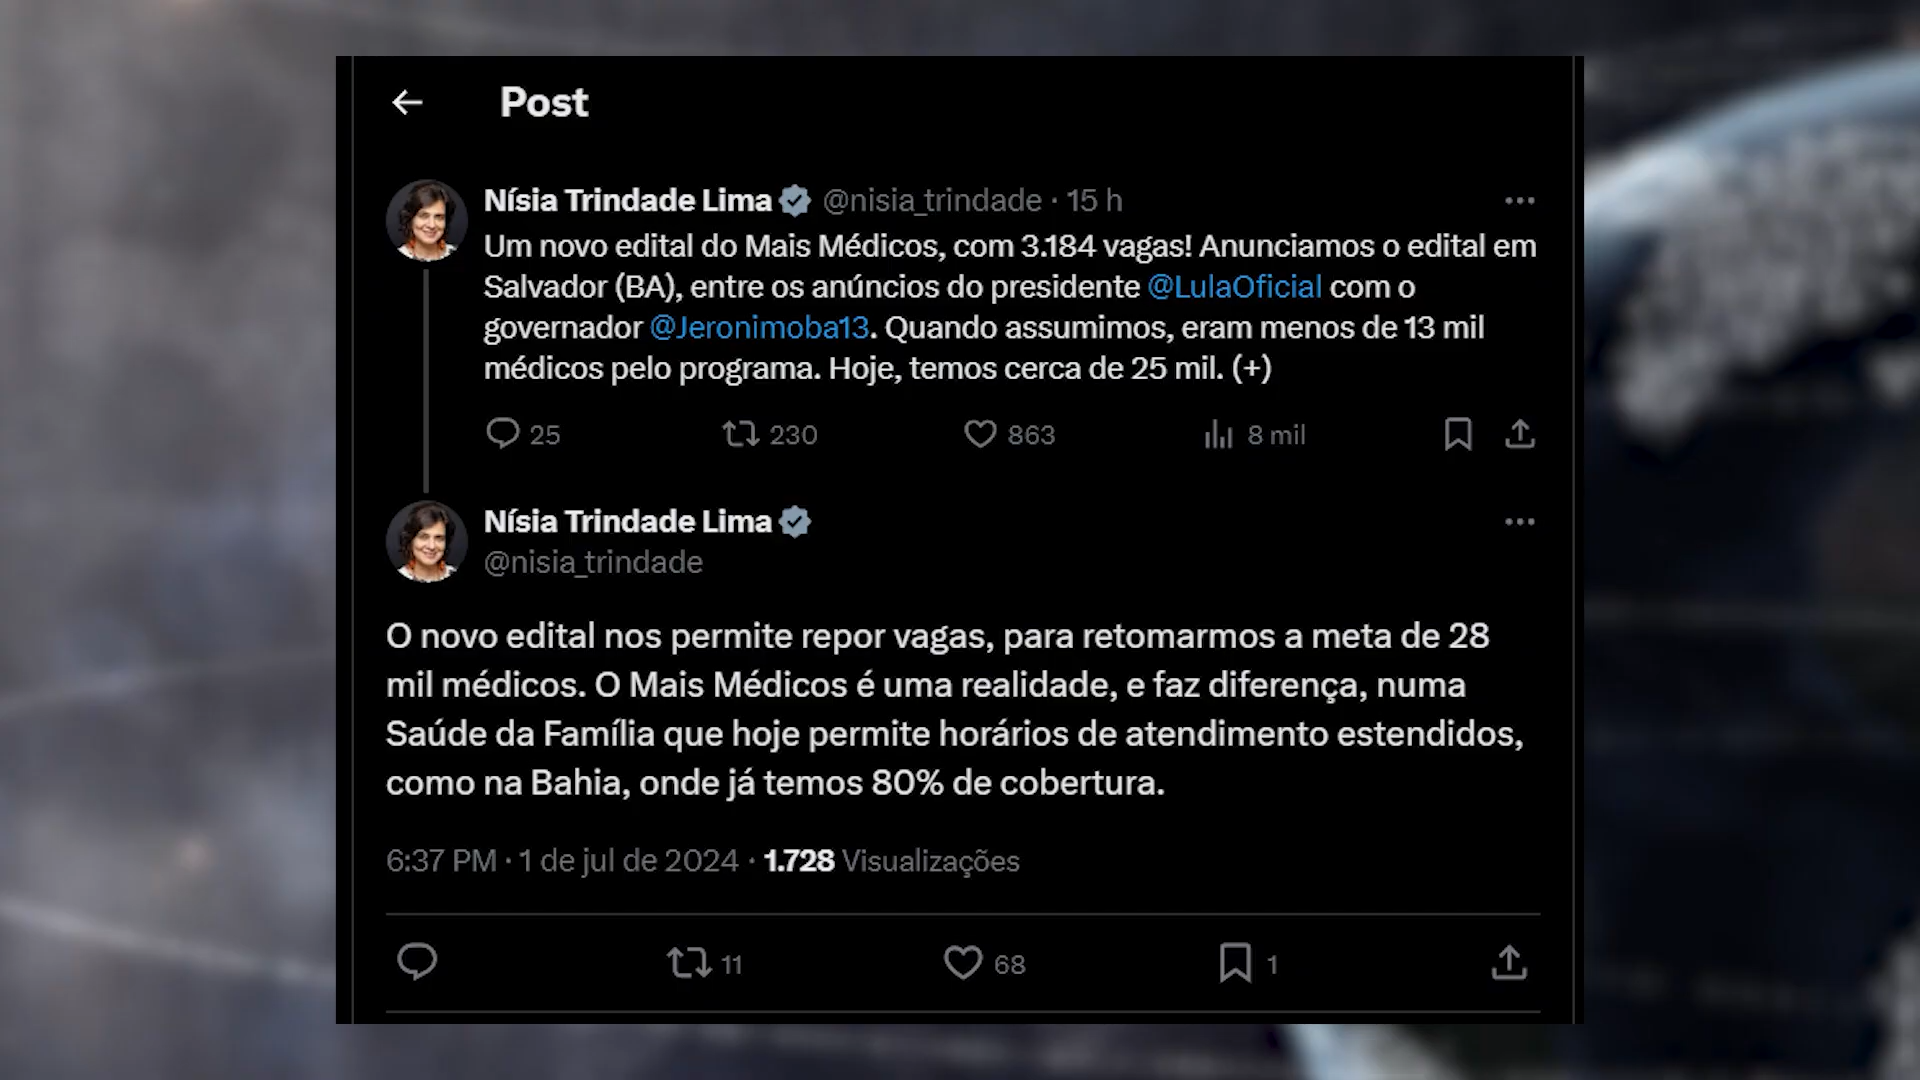 Post
Nísia Trindade Lima @nisia_trindade · 15 h
Um novo edital do Mais Médicos, com 3.184 vagas! Anunciamos o edital em
Salvador (BA), entre os anúncios do presidente @LulaOficial com o
governador @Jeronimoba13. Quando assumimos, eram menos de 13 mil
médicos pelo programa. Hoje, temos cerca de 25 mil. (+)
25 230 863 8 mil
Nísia Trindade Lima
@nisia_trindade
O novo edital nos permite repor vagas, para retomarmos a meta de 28
mil médicos. O Mais Médicos é uma realidade, e faz diferença, numa
Saúde da Família que hoje permite horários de atendimento estendidos,
como na Bahia, onde já temos 80% de cobertura.
6:37 PM · 1 de jul de 2024 · 1.728 Visualizações
11 68 1